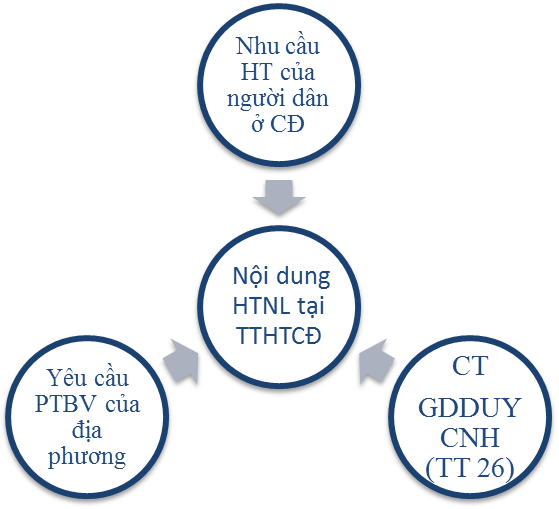 Nhu cầu
HT của
người dân
ở CĐ
Nội dung
HTNL tại
TTHTCĐ
Yêu cầu
PTBV của
địa
phương
CT
GDDUY
CNH
(TT 26)